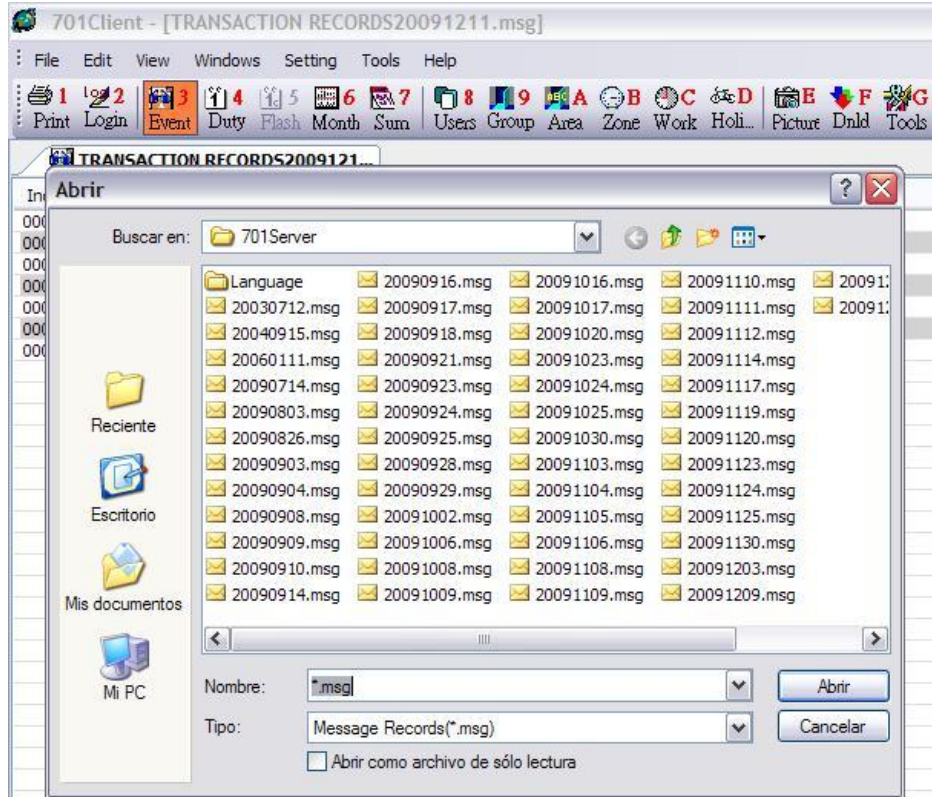 701Client - [TRANSACTION RECORDS20091211.msg]
File Edit View Windows Setting Tools Help
1 2 3 4 5 6 7 8 9 A B C D E F G
Print Login Event Duty Flash Month Sum Users Group Area Zone Work Holi... Picture Dnld Tools
TRANSACTION RECORDS2009121...
Abrir
Buscar en: 701Server
Language 20090916.msg 20091016.msg 20091110.msg
20030712.msg 20090917.msg 20091017.msg 20091111.msg
20040915.msg 20090918.msg 20091020.msg 20091112.msg
20060111.msg 20090921.msg 20091023.msg 20091114.msg
20090714.msg 20090923.msg 20091024.msg 20091117.msg
20090803.msg 20090924.msg 20091025.msg 20091119.msg
20090826.msg 20090925.msg 20091030.msg 20091120.msg
20090903.msg 20090928.msg 20091103.msg 20091123.msg
20090904.msg 20090929.msg 20091104.msg 20091124.msg
20090908.msg 20091002.msg 20091105.msg 20091125.msg
20090909.msg 20091006.msg 20091106.msg 20091130.msg
20090910.msg 20091008.msg 20091108.msg 20091203.msg
20090914.msg 20091009.msg 20091109.msg 20091209.msg
Reciente
Escritorio
Mis documentos
Mi PC
Nombre: *.msg Abrir
Tipo: Message Records(*.msg) Cancelar
Abrir como archivo de sólo lectura